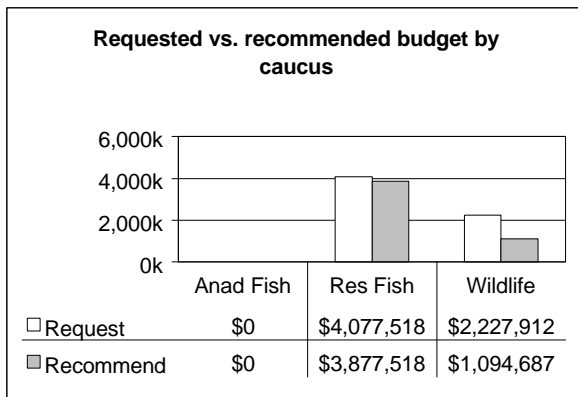 Requested vs. recommended budget by
caucus
6,000k
4,000k
2,000k
0k
Anad Fish Res Fish Wildlife
Request $0 $4,077,518 $2,227,912
Recommend $0 $3,877,518 $1,094,687